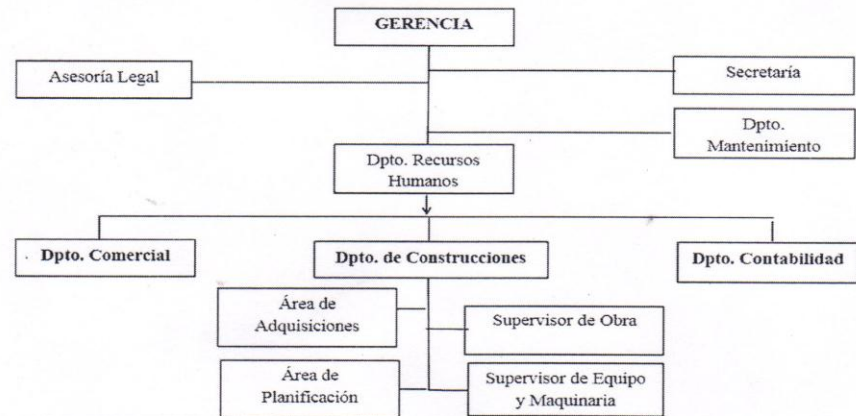 GERENCIA
Asesoría Legal
Secretaría
Dpto.
Mantenimiento
Dpto. Recursos
Humanos
Dpto. Comercial
Dpto. de Construcciones
Dpto. Contabilidad
Área de
Adquisiciones
Supervisor de Obra
Área de
Planificación
Supervisor de Equipo
y Maquinaria